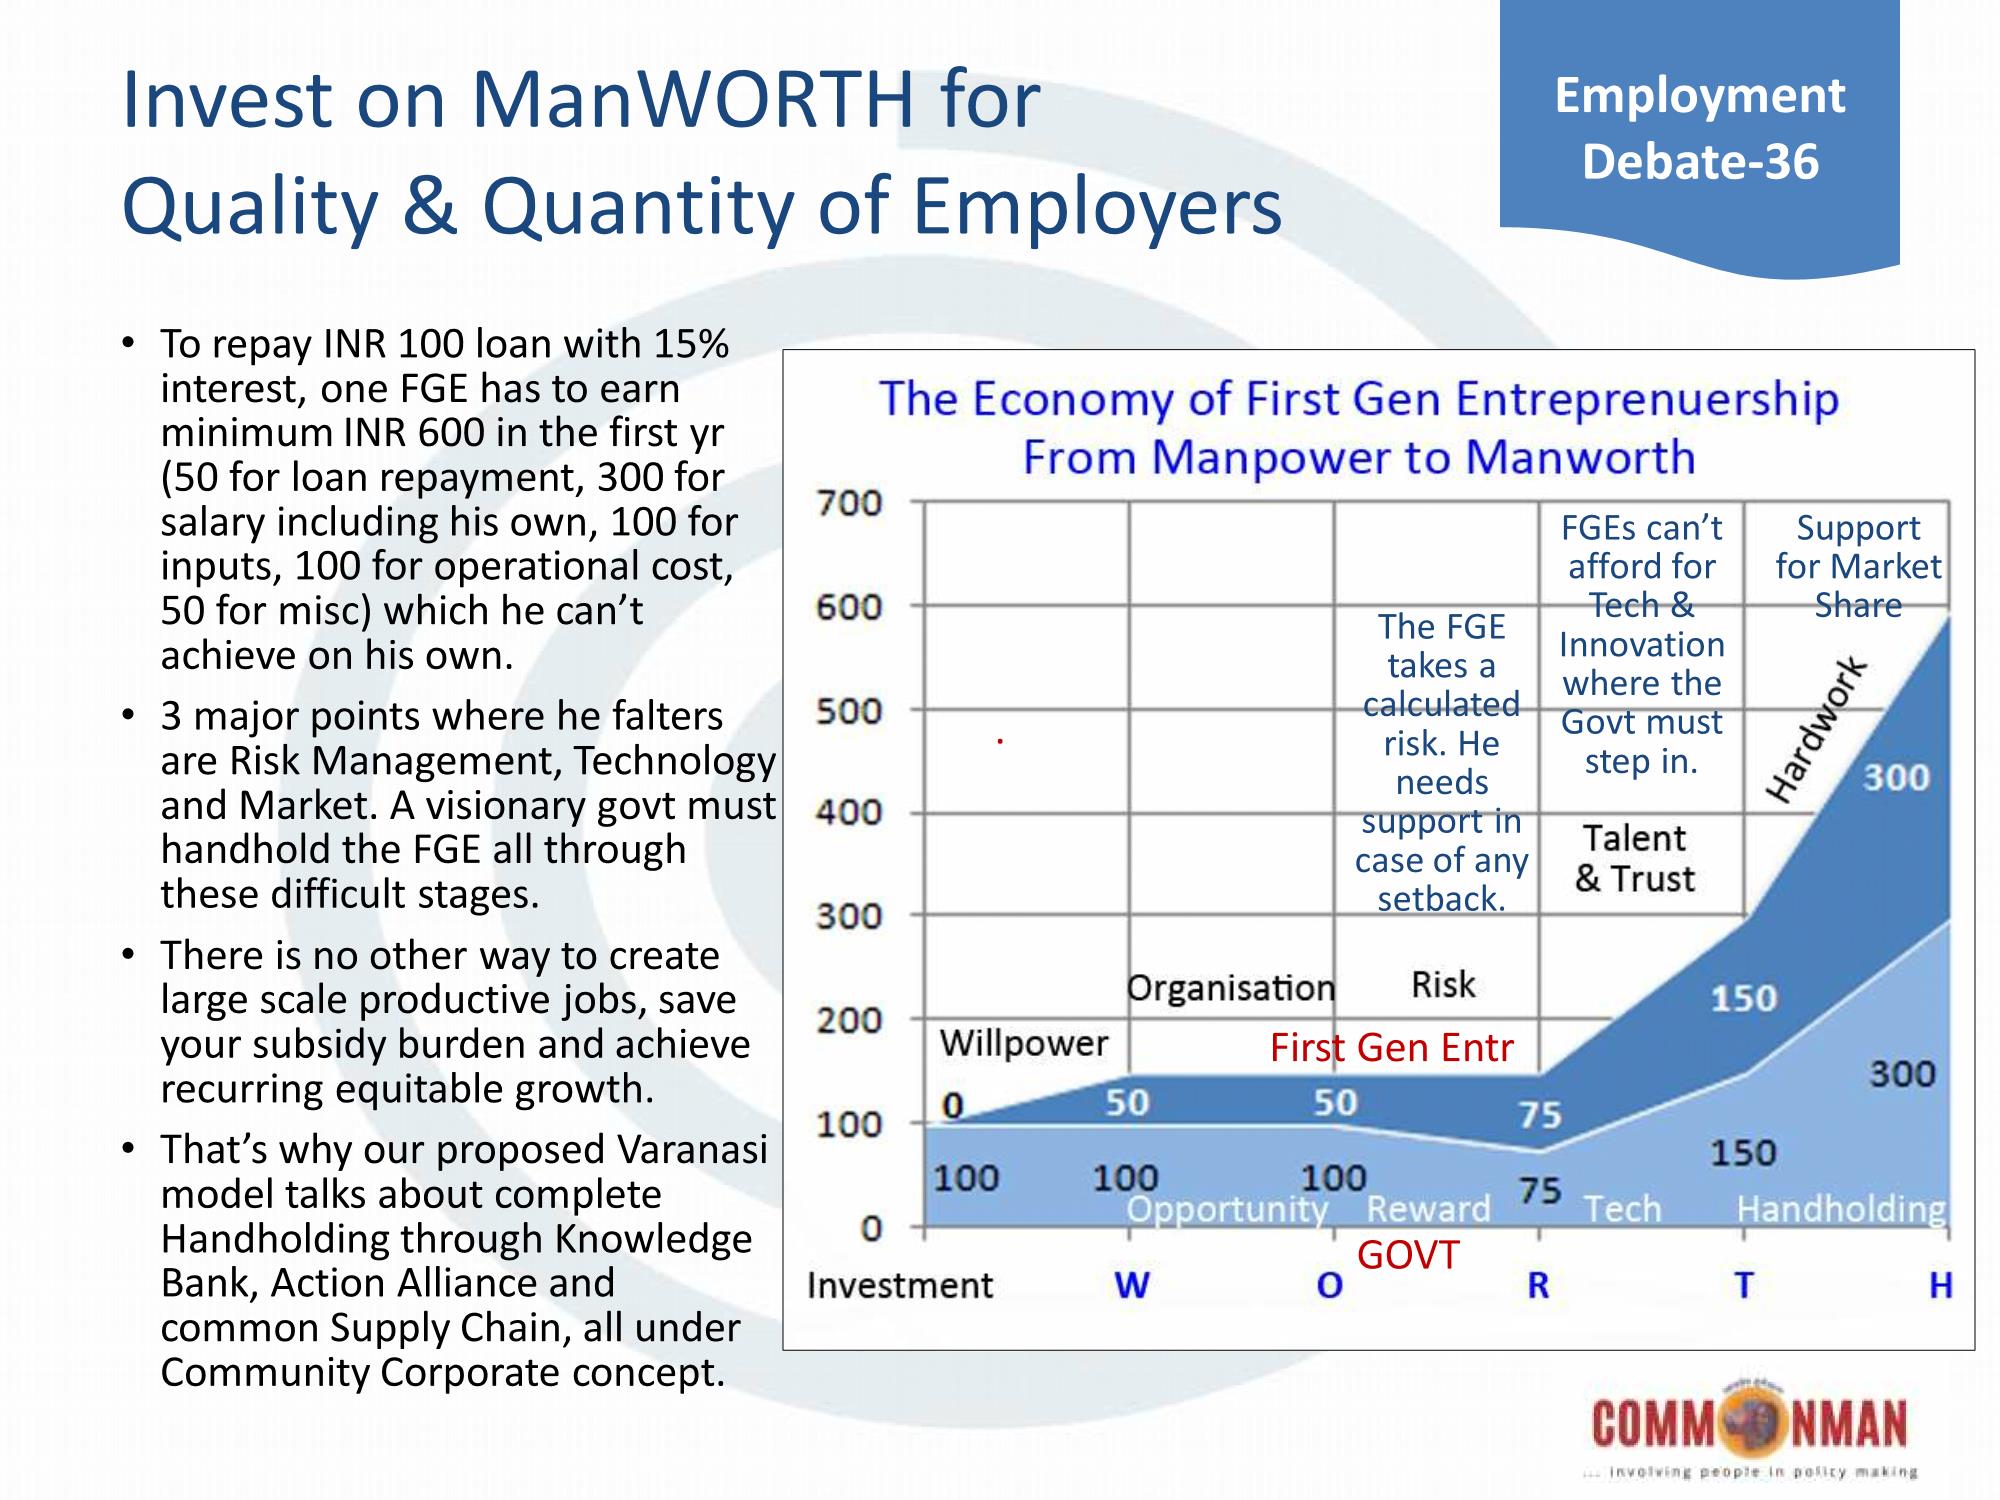 Invest on ManWORTH for
Quality & Quantity of Employers
Employment
Debate-36
• To repay INR 100 loan with 15%
interest, one FGE has to earn
minimum INR 600 in the first yr
(50 for loan repayment, 300 for
salary including his own, 100 for
inputs, 100 for operational cost,
50 for misc) which he can’t
achieve on his own.
• 3 major points where he falters
are Risk Management, Technology
and Market. A visionary govt must
handhold the FGE all through
these difficult stages.
• There is no other way to create
large scale productive jobs, save
your subsidy burden and achieve
recurring equitable growth.
• That’s why our proposed Varanasi
model talks about complete
Handholding through Knowledge
Bank, Action Alliance and
common Supply Chain, all under
Community Corporate concept.
The Economy of First Gen Entreprenuership
From Manpower to Manworth
700
600
500
400
300
200
100
0
The FGE
takes a
calculated
risk. He
needs
support in
case of any
setback.
FGEs can’t
afford for
Tech &
Innovation
where the
Govt must
step in.
Support
for Market
Share
Willpower
Organisation
Risk
Talent
& Trust
Hardwork
First Gen Entr
0
50
50
75
150
300
100
100
100
75
150
300
Opportunity
Reward
Tech
Handholding
GOVT
Investment
W
O
R
T
H
COMMONMAN
... involving people in policy making